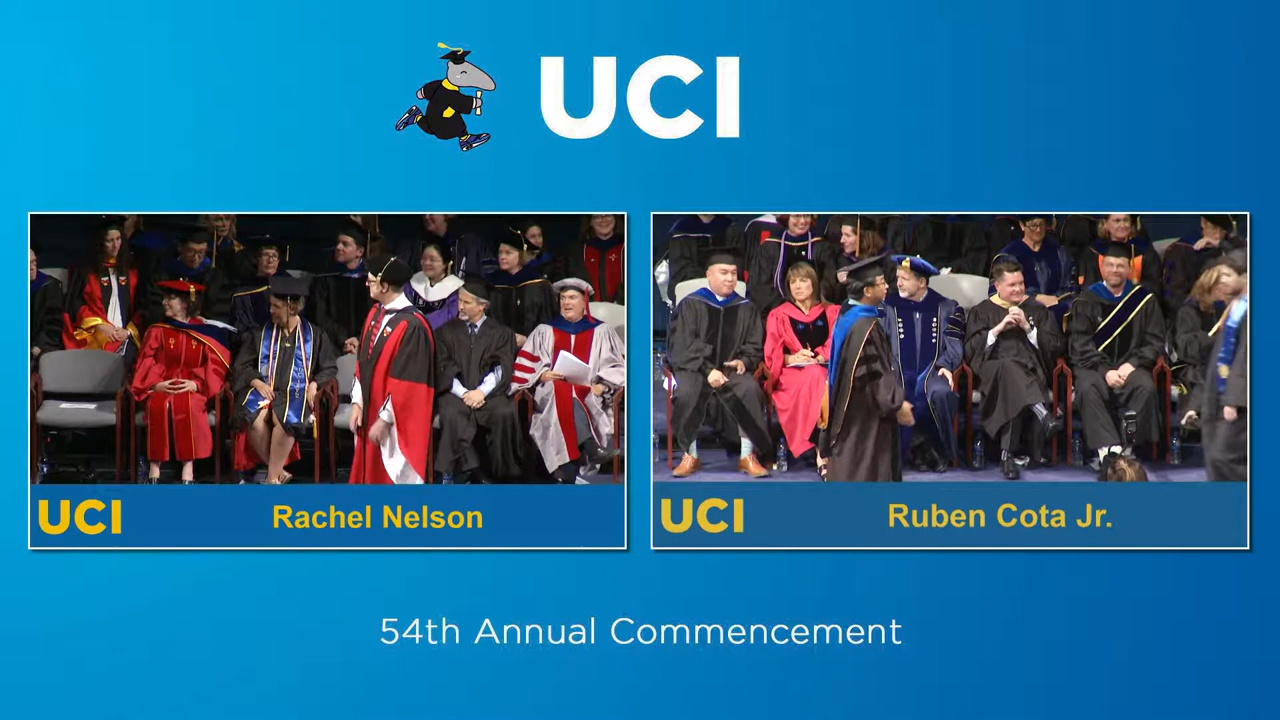 UCI
UCI
Rachel Nelson
UCI
Ruben Cota Jr.
54th Annual Commencement